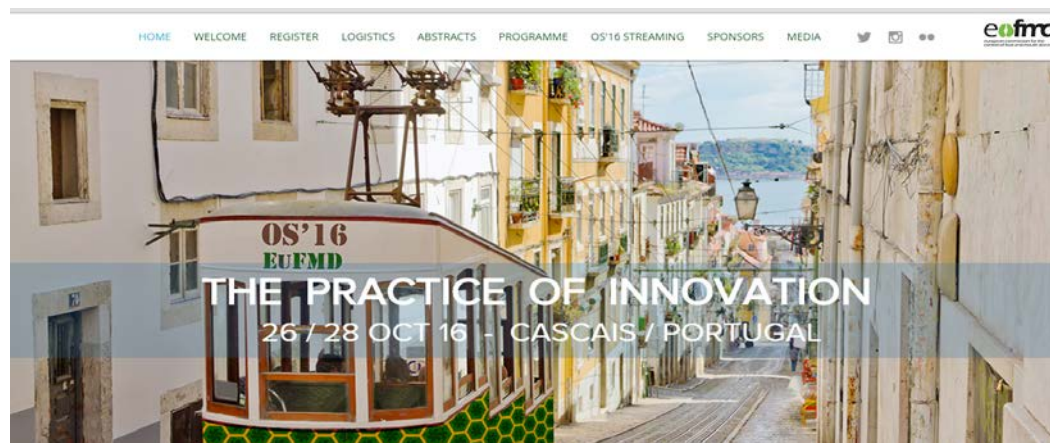 HOME WELCOME REGISTER LOGISTICS ABSTRACTS PROGRAMME OS'16 STREAMING SPONSORS MEDIA
eofmd
OS'16
EUFMD
THE PRACTICE OF INNOVATION
26 / 28 OCT 16 - CASCAIS / PORTUGAL